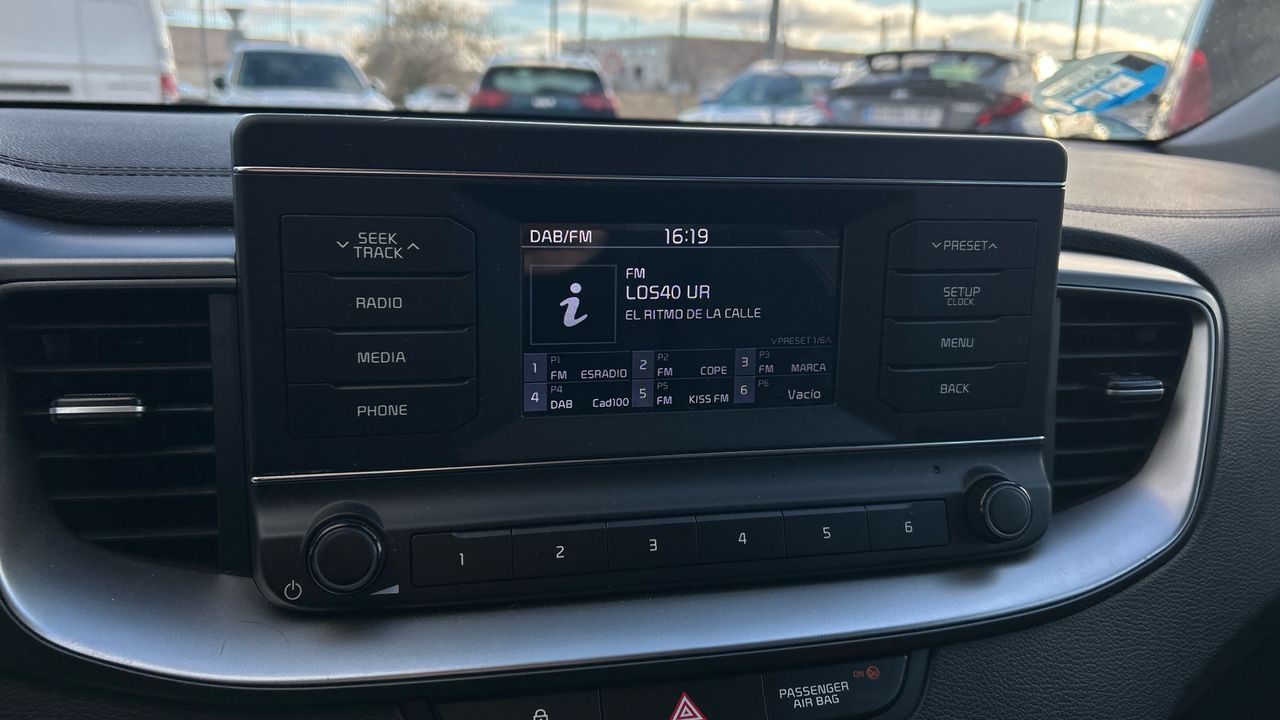 SEEK
TRACK
RADIO
MEDIA
PHONE
DAB/FM 16:19
i
FM
LOS40 UR
EL RITMO DE LA CALLE
PRESET 1/6
1 P1 FM ESRADIO 2 P2 FM COPE 3 P3 FM MARCA
4 P4 DAB Cad100 5 P5 FM KISS FM 6 P6 Vacío
PRESET
SETUP
CLOCK
MENU
BACK
1 2 3 4 5 6
ON
PASSENGER
AIR BAG